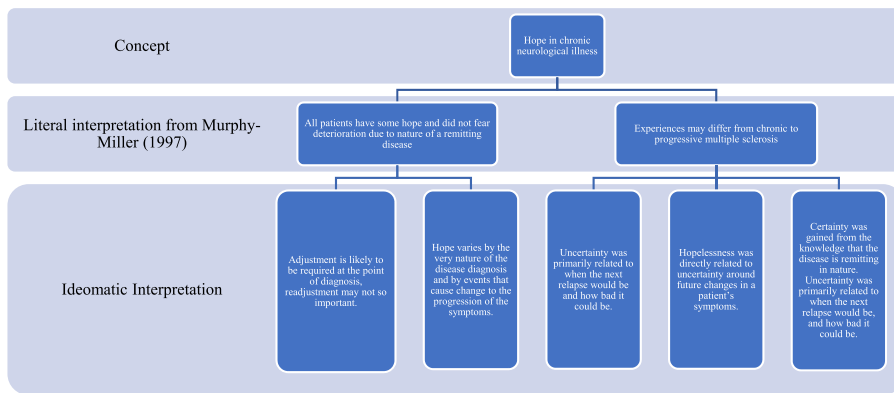 Concept
Hope in chronic
neurological illness
Literal interpretation from Murphy-
Miller (1997)
All patients have some hope and did not fear
deterioration due to nature of a remitting
disease
Experiences may differ from chronic to
progressive multiple sclerosis
Ideomatic Interpretation
Adjustment is likely to
be required at the point
of diagnosis,
readjustment may not so
important.
Hope varies by the
very nature of the
disease diagnosis
and by events that
cause change to the
progression of the
symptoms.
Uncertainty was
primarily related to
when the next
relapse would be
and how bad it
could be.
Hopelessness was
directly related to
uncertainty around
future changes in a
patient's
symptoms.
Certainty was
gained from the
knowledge that the
disease is remitting
in nature.
Uncertainty was
primarily related to
when the next
relapse would be,
and how bad it
could be.